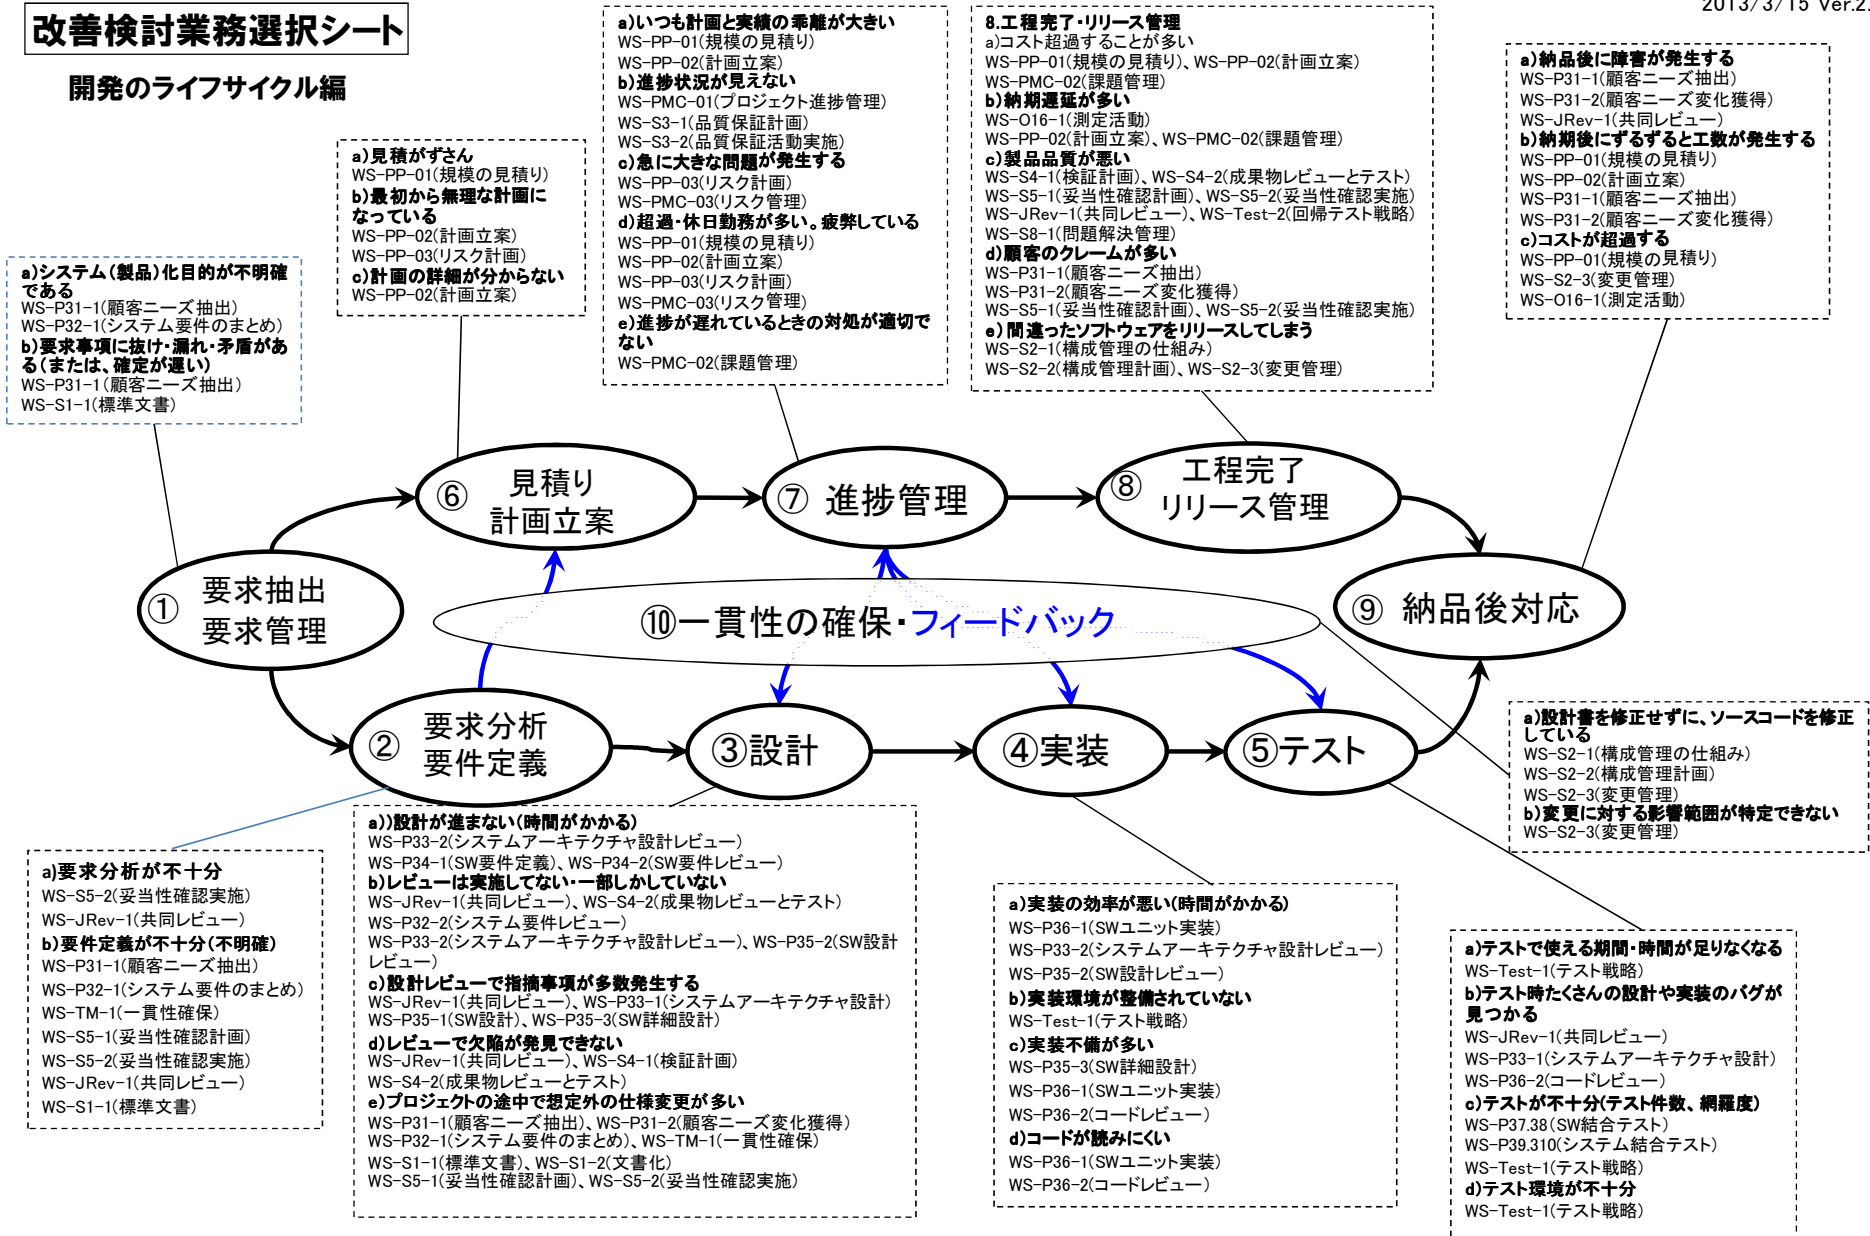 2013/3/15 Ver.2.
改善検討業務選択シート
開発のライフサイクル編
a)システム(製品)化目的が不明確
である
WS-P31-1(顧客ニーズ抽出)
WS-P32-1(システム要件のまとめ)
b)要求事項に抜け・漏れ・矛盾があ
る(または、確定が遅い)
WS-P31-1(顧客ニーズ抽出)
WS-S1-1(標準文書)
a)見積がずさん
WS-PP-01(規模の見積り)
b)最初から無理な計画に
なっている
WS-PP-02(計画立案)
WS-PP-03(リスク計画)
c)計画の詳細が分からない
WS-PP-02(計画立案)
a)いつも計画と実績の乖離が大きい
WS-PP-01(規模の見積り)
WS-PP-02(計画立案)
b)進捗状況が見えない
WS-PMC-01(プロジェクト進捗管理)
WS-S3-1(品質保証計画)
WS-S3-2(品質保証活動実施)
c)急に大きな問題が発生する
WS-PP-03(リスク計画)
WS-PMC-03(リスク管理)
d)超過・休日勤務が多い。疲弊している
WS-PP-01(規模の見積り)
WS-PP-02(計画立案)
WS-PP-03(リスク計画)
WS-PMC-03(リスク管理)
e)進捗が遅れているときの対処が適切で
ない
WS-PMC-02(課題管理)
8.工程完了・リリース管理
a)コスト超過することが多い
WS-PP-01(規模の見積り)、WS-PP-02(計画立案)
WS-PMC-02(課題管理)
b)納期遅延が多い
WS-O16-1(測定活動)
WS-PP-02(計画立案)、WS-PMC-02(課題管理)
c)製品品質が悪い
WS-S4-1(検証計画)、WS-S4-2(成果物レビューとテスト)
WS-S5-1(妥当性確認計画)、WS-S5-2(妥当性確認実施)
WS-JRev-1(共同レビュー)、WS-Test-2(回帰テスト戦略)
WS-S8-1(問題解決管理)
d)顧客のクレームが多い
WS-P31-1(顧客ニーズ抽出)
WS-P31-2(顧客ニーズ変化獲得)
WS-S5-1(妥当性確認計画)、WS-S5-2(妥当性確認実施)
e)間違ったソフトウェアをリリースしてしまう
WS-S2-1(構成管理の仕組み)
WS-S2-2(構成管理計画)、WS-S2-3(変更管理)
a)納品後に障害が発生する
WS-P31-1(顧客ニーズ抽出)
WS-P31-2(顧客ニーズ変化獲得)
WS-JRev-1(共同レビュー)
b)納期後にずるずると工数が発生する
WS-PP-01(規模の見積り)
WS-PP-02(計画立案)
WS-P31-1(顧客ニーズ抽出)
WS-P31-2(顧客ニーズ変化獲得)
c)コストが超過する
WS-PP-01(規模の見積り)
WS-S2-3(変更管理)
WS-O16-1(測定活動)
⑥ 見積り
計画立案
⑦ 進捗管理
⑧ 工程完了
リリース管理
① 要求抽出
要求管理
⑩一貫性の確保・フィードバック
⑨ 納品後対応
② 要求分析
要件定義
③設計
④実装
⑤テスト
a)設計書を修正せずに、ソースコードを修正
している
WS-S2-1(構成管理の仕組み)
WS-S2-2(構成管理計画)
WS-S2-3(変更管理)
b)変更に対する影響範囲が特定できない
WS-S2-3(変更管理)
a)要求分析が不十分
WS-S5-2(妥当性確認実施)
WS-JRev-1(共同レビュー)
b)要件定義が不十分(不明確)
WS-P31-1(顧客ニーズ抽出)
WS-P32-1(システム要件のまとめ)
WS-TM-1(一貫性確保)
WS-S5-1(妥当性確認計画)
WS-S5-2(妥当性確認実施)
WS-JRev-1(共同レビュー)
WS-S1-1(標準文書)
a))設計が進まない(時間がかかる)
WS-P33-2(システムアーキテクチャ設計レビュー)
WS-P34-1(SW要件定義)、WS-P34-2(SW要件レビュー)
b)レビューは実施してない・一部しかしていない
WS-JRev-1(共同レビュー)、WS-S4-2(成果物レビューとテスト)
WS-P32-2(システム要件レビュー)
WS-P33-2(システムアーキテクチャ設計レビュー)、WS-P35-2(SW設計
レビュー)
c)設計レビューで指摘事項が多数発生する
WS-JRev-1(共同レビュー)、WS-P33-1(システムアーキテクチャ設計)
WS-P35-1(SW設計)、WS-P35-3(SW詳細設計)
d)レビューで欠陥が発見できない
WS-JRev-1(共同レビュー)、WS-S4-1(検証計画)
WS-S4-2(成果物レビューとテスト)
e)プロジェクトの途中で想定外の仕様変更が多い
WS-P31-1(顧客ニーズ抽出)、WS-P31-2(顧客ニーズ変化獲得)
WS-P32-1(システム要件のまとめ)、WS-TM-1(一貫性確保)
WS-S1-1(標準文書)、WS-S1-2(文書化)
WS-S5-1(妥当性確認計画)、WS-S5-2(妥当性確認実施)
a)実装の効率が悪い(時間がかかる)
WS-P36-1(SWユニット実装)
WS-P33-2(システムアーキテクチャ設計レビュー)
WS-P35-2(SW設計レビュー)
b)実装環境が整備されていない
WS-Test-1(テスト戦略)
c)実装不備が多い
WS-P35-3(SW詳細設計)
WS-P36-1(SWユニット実装)
WS-P36-2(コードレビュー)
d)コードが読みにくい
WS-P36-1(SWユニット実装)
WS-P36-2(コードレビュー)
a)テストで使える期間・時間が足りなくなる
WS-Test-1(テスト戦略)
b)テスト時たくさんの設計や実装のバグが
見つかる
WS-JRev-1(共同レビュー)
WS-P33-1(システムアーキテクチャ設計)
WS-P36-2(コードレビュー)
c)テストが不十分(テスト件数、網羅度)
WS-P37.38(SW結合テスト)
WS-P39.310(システム結合テスト)
WS-Test-1(テスト戦略)
d)テスト環境が不十分
WS-Test-1(テスト戦略)